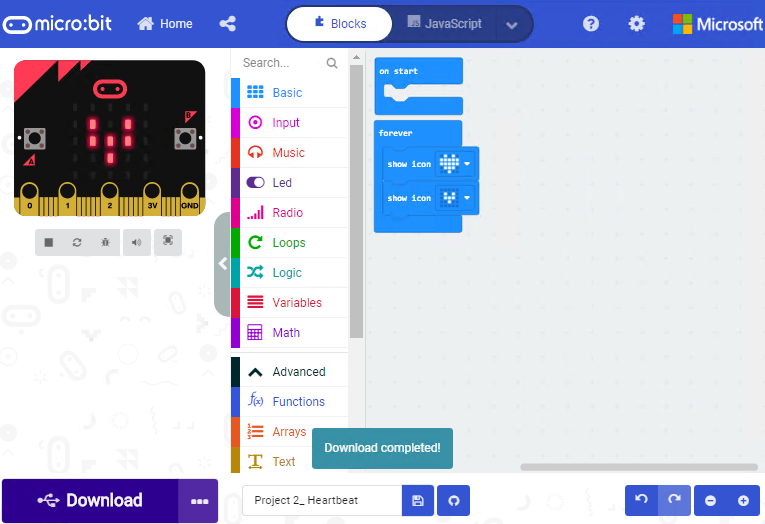 micro:bit
Home
Blocks
JavaScript
Microsoft
B
A
0 1 2 3V GND
Search...
Basic
Input
Music
Led
Radio
Loops
Logic
Variables
Math
Advanced
f(x) Functions
Arrays
Text
on start
forever
show icon
show icon
Download completed!
Download
Project 2_ Heartbeat